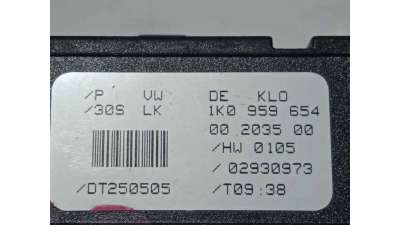 /P VW DE KLO
/30S LK 1K0 959 654
00 2035 00
/HW 0105
/ 02930973
/DT250505 /T09:38